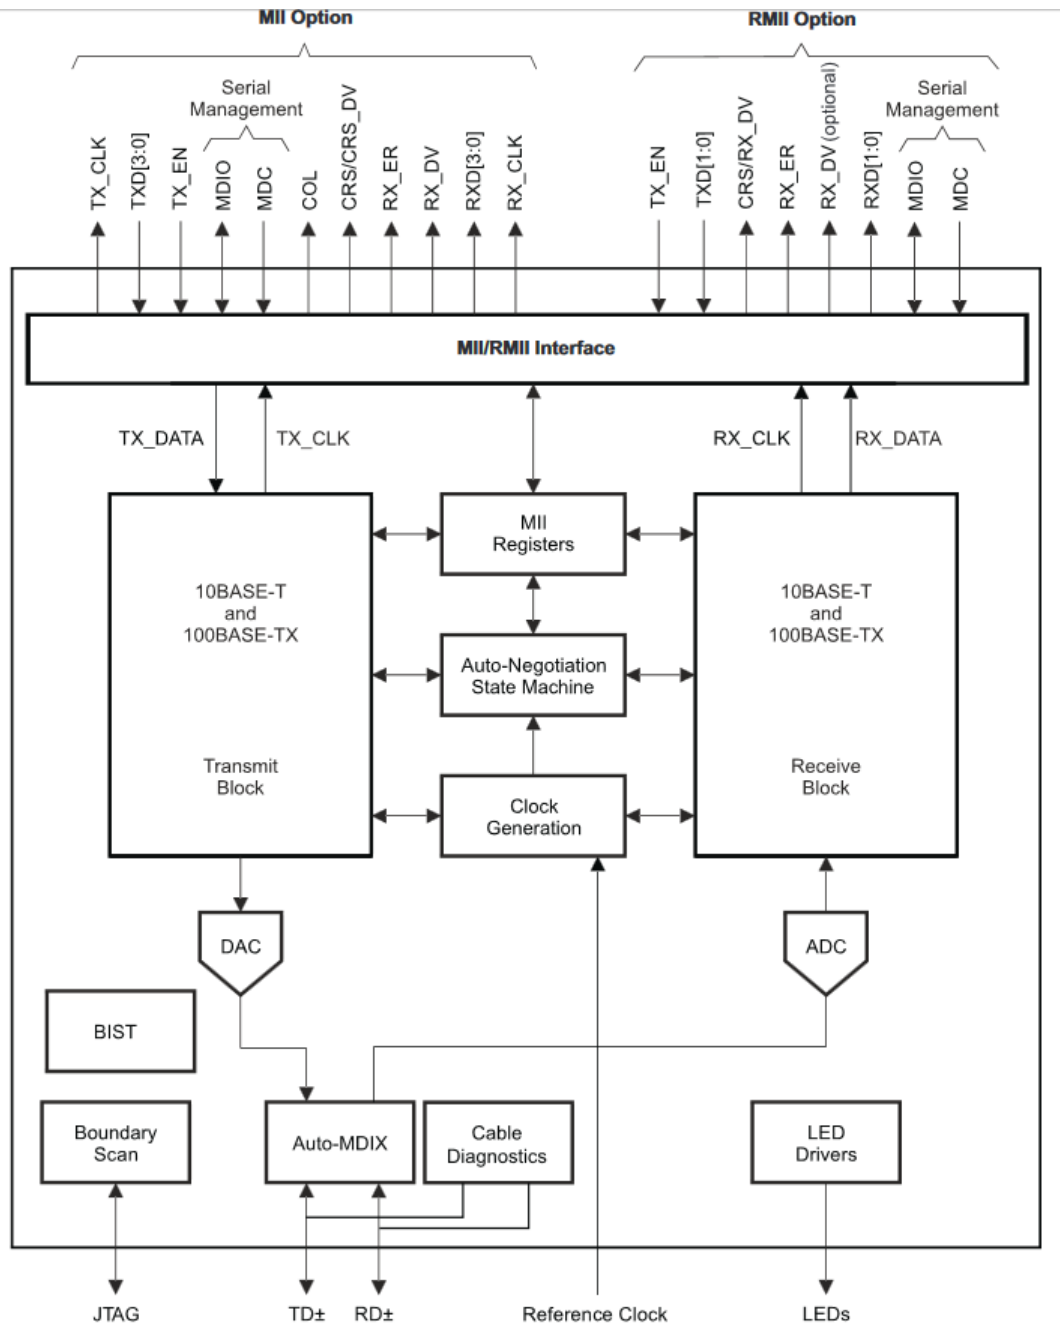 MII Option
RMII Option
Serial
Management
Serial
Management
TX_CLK
TXD[3:0]
TX_EN
MDIO
MDC
COL
CRS/CRS_DV
RX_ER
RX_DV
RXD[3:0]
RX_CLK
TX_EN
TXD[1:0]
CRS/RX_DV
RX_ER
RX_DV (optional)
RXD[1:0]
MDIO
MDC
MII/RMII Interface
TX_DATA
TX_CLK
RX_CLK
RX_DATA
10BASE-T
and
100BASE-TX
Transmit
Block
MII
Registers
Auto-Negotiation
State Machine
Clock
Generation
10BASE-T
and
100BASE-TX
Receive
Block
DAC
ADC
BIST
Boundary
Scan
Auto-MDIX
Cable
Diagnostics
LED
Drivers
JTAG
TD±
RD±
Reference Clock
LEDs